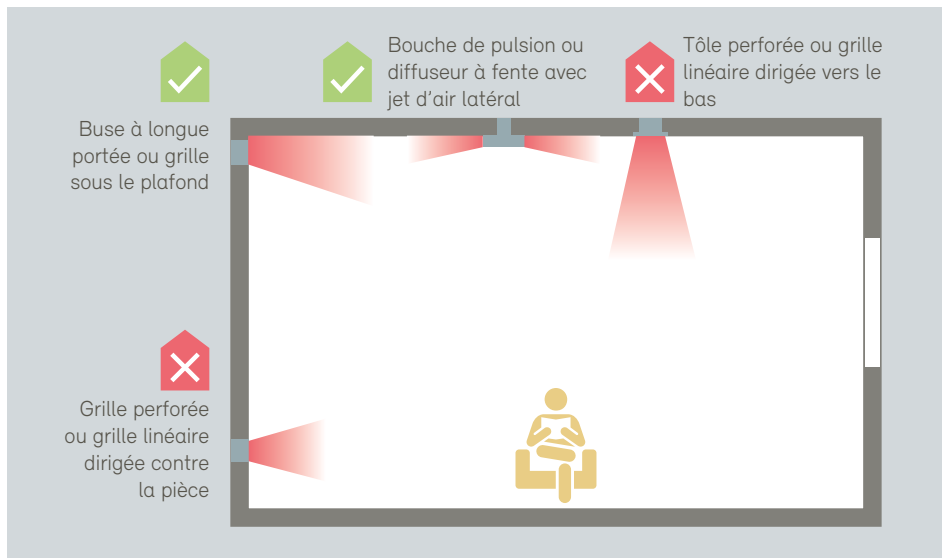 Buse à longue
portée ou grille
sous le plafond
Bouche de pulsion ou
diffuseur à fente avec
jet d'air latéral
Tôle perforée ou grille
linéaire dirigée vers le
bas
Grille perforée
ou grille linéaire
dirigée contre
la pièce